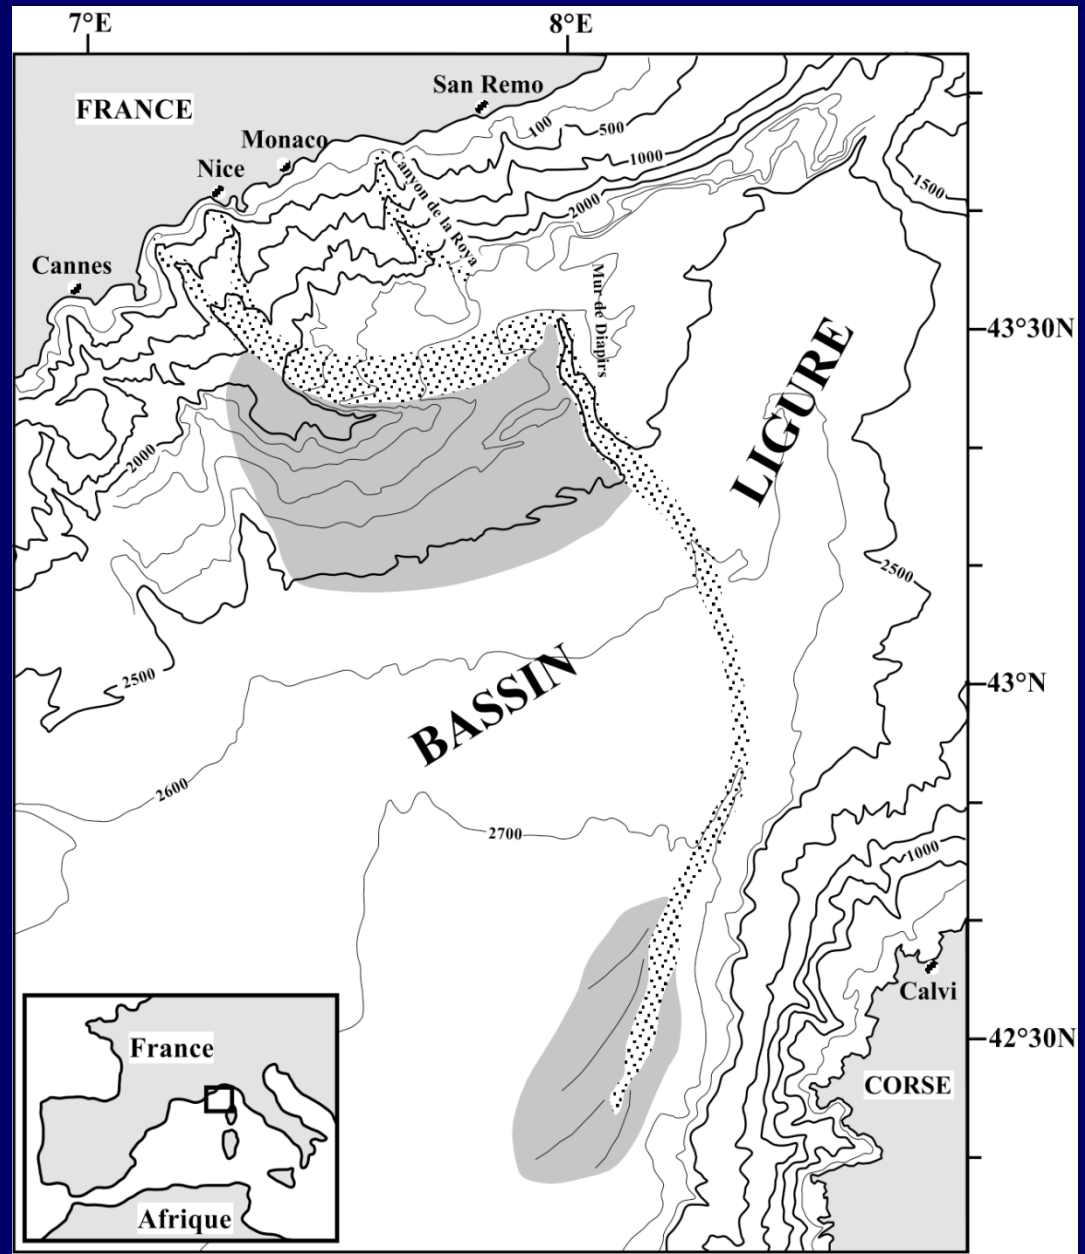 7°E
8°E
San Remo
FRANCE
100
500
Monaco
1000
Nice
Canyon de la Roya
1500
2000
Cannes
Mur de Diapirs
43°30N
LIGURE
2000
2500
BASSIN
2500
43°N
2600
2700
1000
Calvi
France
42°30N
CORSE
Afrique